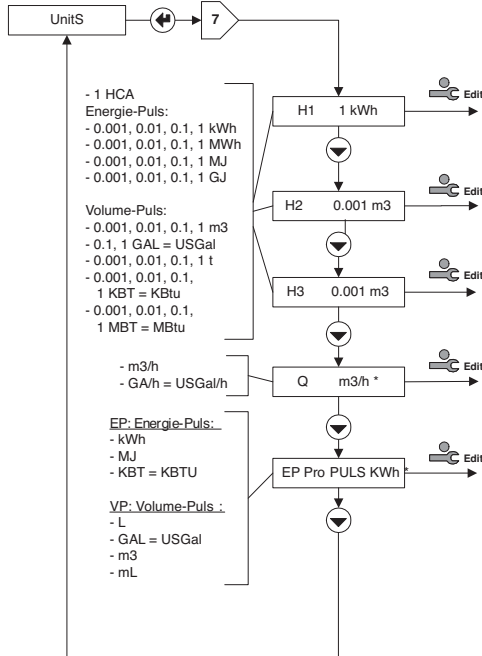 UnitS
7
- 1 HCA
Energie-Puls:
- 0.001, 0.01, 0.1, 1 kWh
- 0.001, 0.01, 0.1, 1 MWh
- 0.001, 0.01, 0.1, 1 MJ
- 0.001, 0.01, 0.1, 1 GJ
Volume-Puls:
- 0.001, 0.01, 0.1, 1 m3
- 0.1, 1 GAL = USGal
- 0.001, 0.01, 0.1, 1 t
- 0.001, 0.01, 0.1,
1 KBT = KBtu
- 0.001, 0.01, 0.1,
1 MBT = MBtu
H1 1 kWh
Edit
H2 0.001 m3
Edit
H3 0.001 m3
Edit
- m3/h
- GA/h = USGal/h
Q m3/h *
Edit
EP: Energie-Puls:
- kWh
- MJ
- KBT = KBTU
VP: Volume-Puls :
- L
- GAL = USGal
- m3
- mL
EP Pro PULS KWh *
Edit